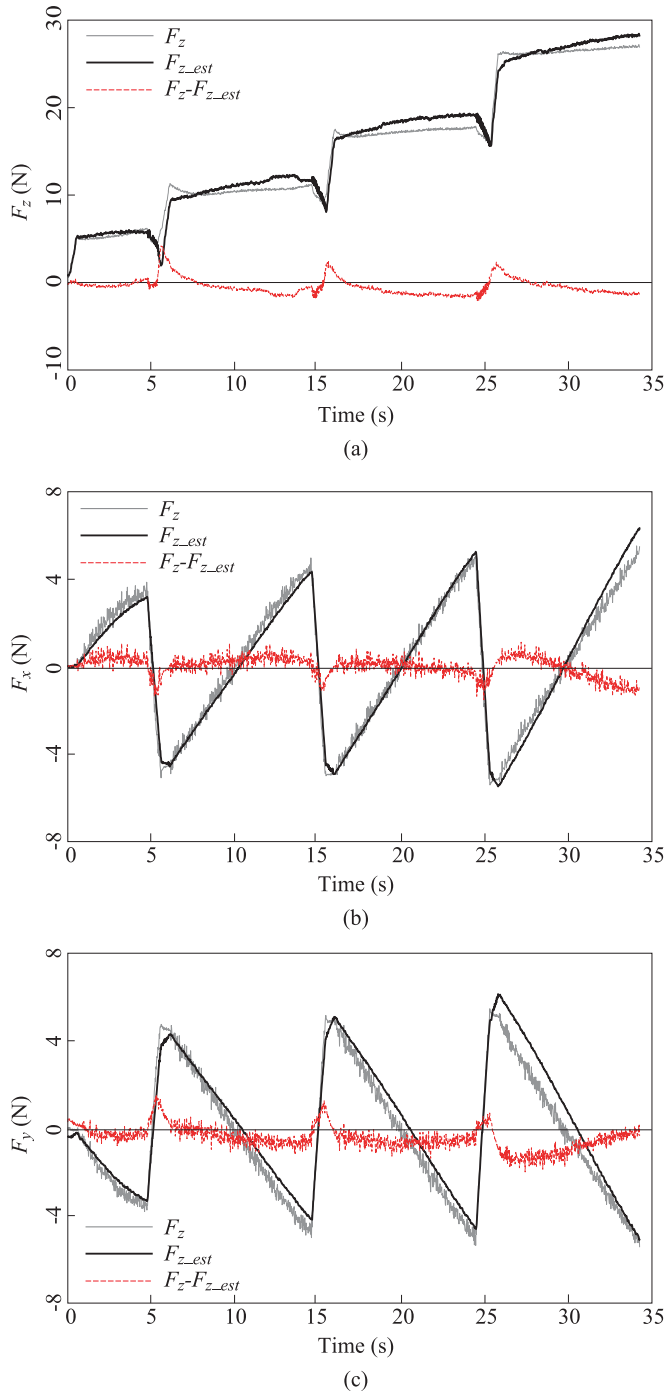 30
20
10
0
-10
F_z (N)
F_z
F_z_est
F_z-F_z_est
0 5 10 15 20 25 30 35
Time (s)
(a)
8
4
0
-4
-8
F_x (N)
F_z
F_z_est
F_z-F_z_est
0 5 10 15 20 25 30 35
Time (s)
(b)
8
4
0
-4
-8
F_y (N)
F_z
F_z_est
F_z-F_z_est
0 5 10 15 20 25 30 35
Time (s)
(c)